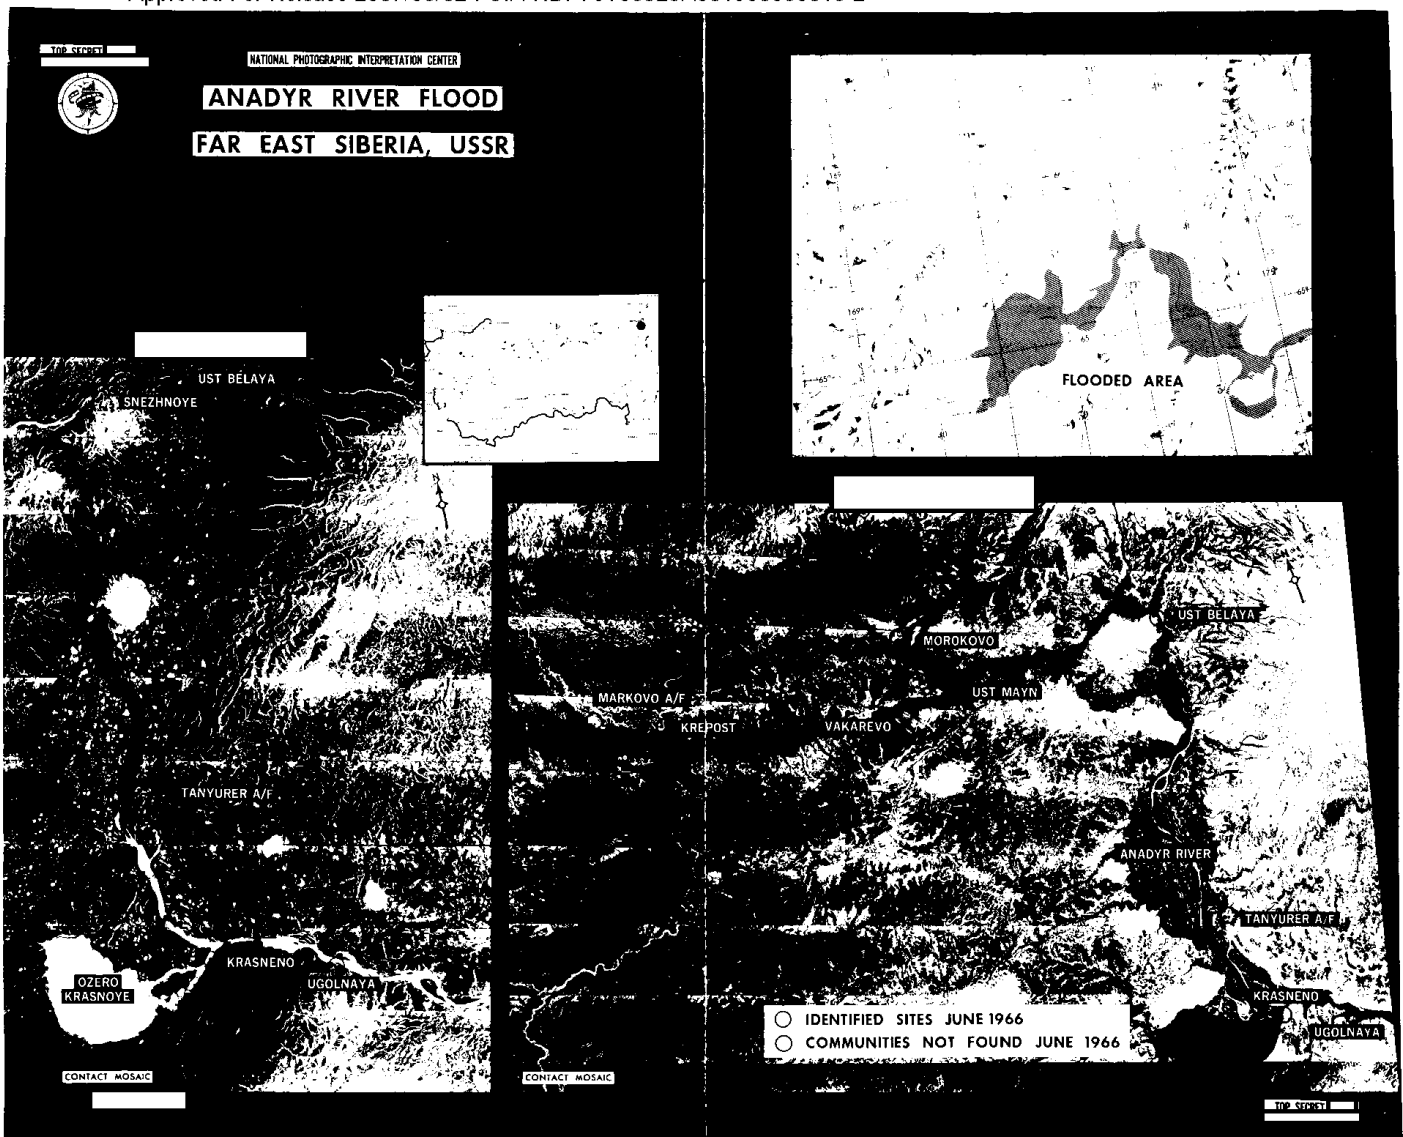 TOP SECRET
NATIONAL PHOTOGRAPHIC INTERPRETATION CENTER
ANADYR RIVER FLOOD
FAR EAST SIBERIA, USSR
169°
65
FLOODED AREA
UST BELAYA
SNEZHNOYE
TANYURER A/F
KRASNENO
UGOLNAYA
OZERO
KRASNOYE
CONTACT MOSAIC
UST BELAYA
MOROKOVO
UST MAYN
MARKOVO A/F
KREPOST
VAKAREVO
ANADYR RIVER
TANYURER A/F
KRASNENO
UGOLNAYA
IDENTIFIED SITES JUNE 1966
COMMUNITIES NOT FOUND JUNE 1966
CONTACT MOSAIC
TOP SECRET